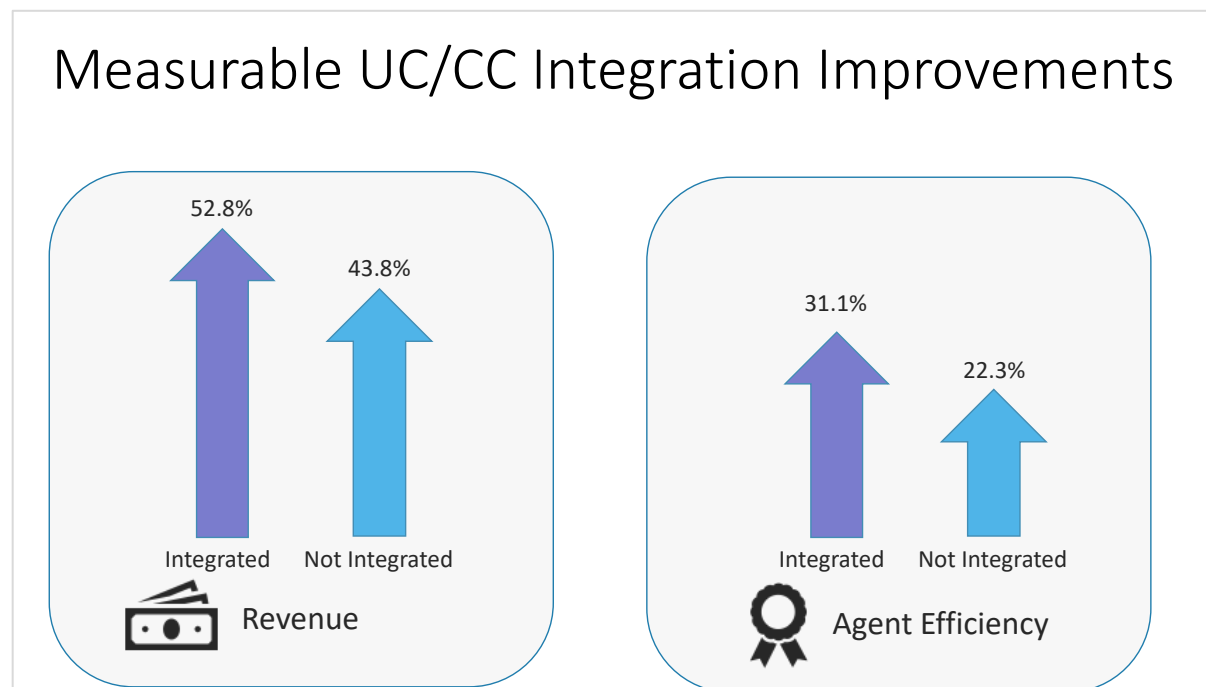 Measurable UC/CC Integration Improvements
52.8%
43.8%
Integrated
Not Integrated
Revenue
31.1%
22.3%
Integrated
Not Integrated
Agent Efficiency